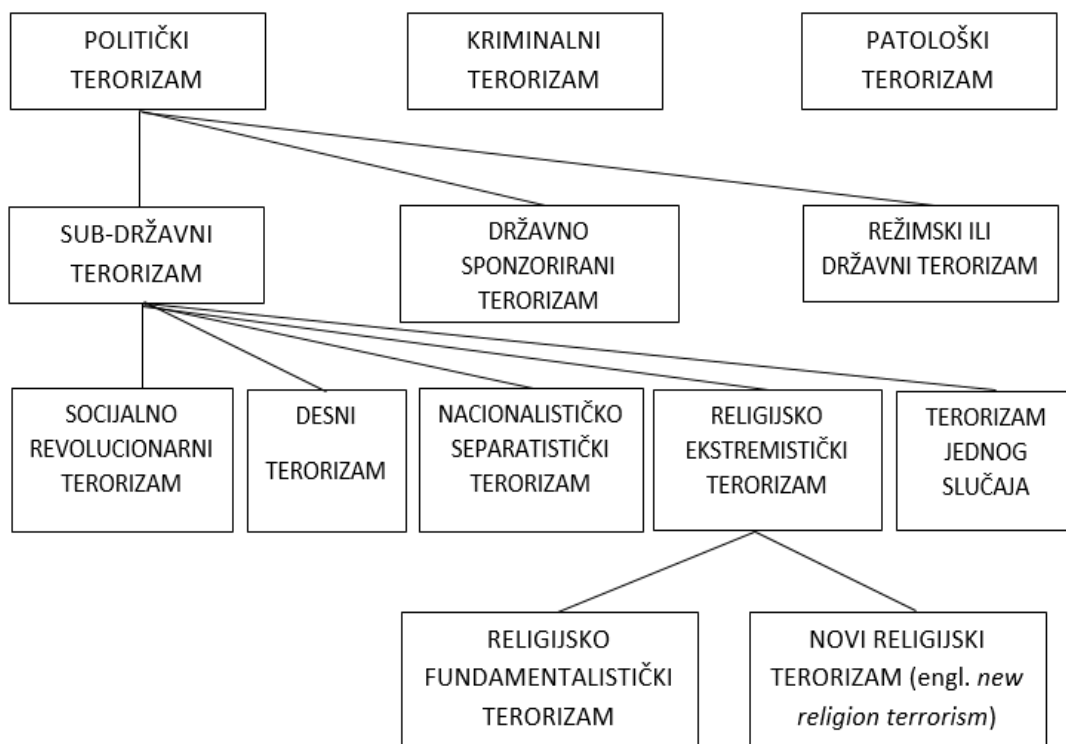 POLITIČKI
TERORIZAM
KRIMINALNI
TERORIZAM
PATOLOŠKI
TERORIZAM
SUB-DRŽAVNI
TERORIZAM
DRŽAVNO
SPONZORIRANI
TERORIZAM
REŽIMSKI ILI
DRŽAVNI TERORIZAM
SOCIJALNO
REVOLUCIONARNI
TERORIZAM
DESNI
TERORIZAM
NACIONALISTIČKO
SEPARATISTIČKI
TERORIZAM
RELIGIJSKO
EKSTREMISTIČKI
TERORIZAM
TERORIZAM
JEDNOG
SLUČAJA
RELIGIJSKO
FUNDAMENTALISTIČKI
TERORIZAM
NOVI RELIGIJSKI
TERORIZAM (engl. new
religion terrorism)